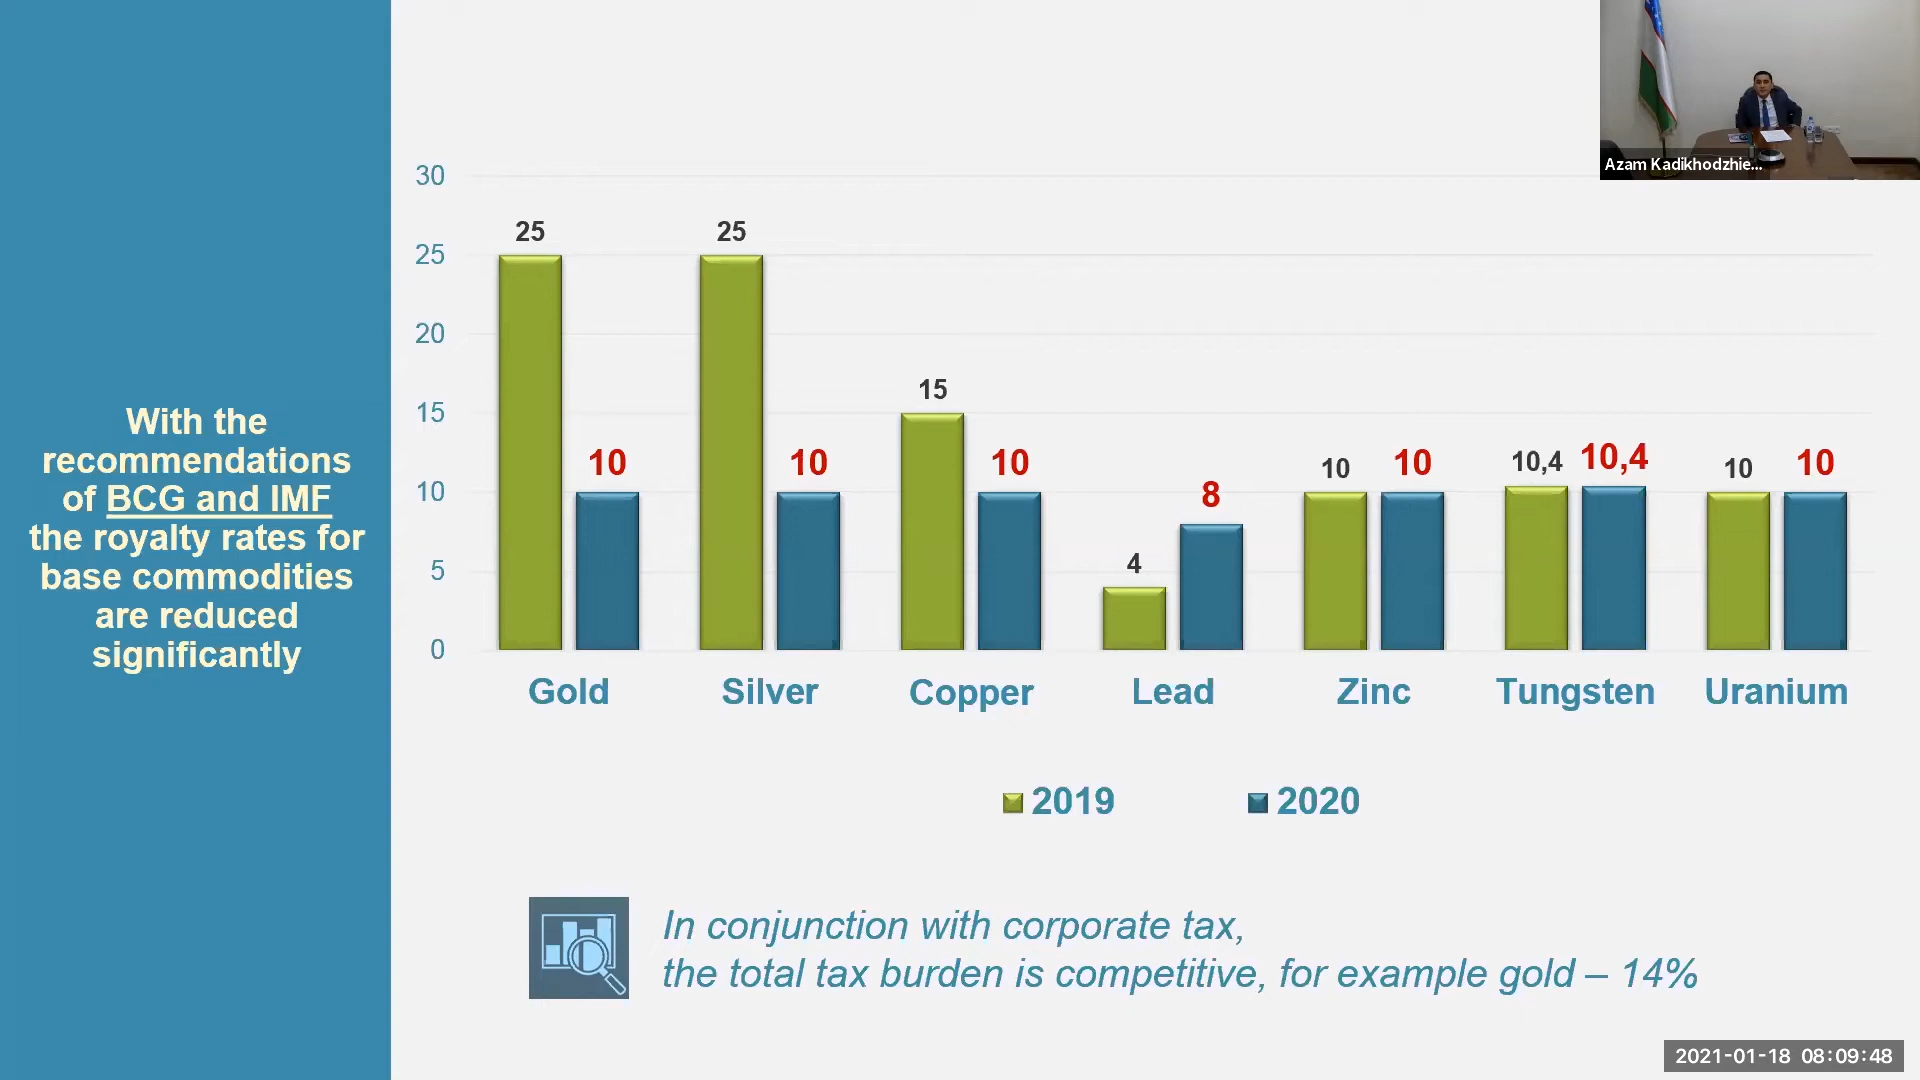 With the
recommendations
of BCG and IMF
the royalty rates for
base commodities
are reduced
significantly
30
25
20
15
10
5
0
25
10
25
10
15
10
4
8
10
10
10,4
10,4
10
10
Gold
Silver
Copper
Lead
Zinc
Tungsten
Uranium
2019
2020
In conjunction with corporate tax,
the total tax burden is competitive, for example gold – 14%
Azam Kadikhodzhie...
2021-01-18 08:09:48